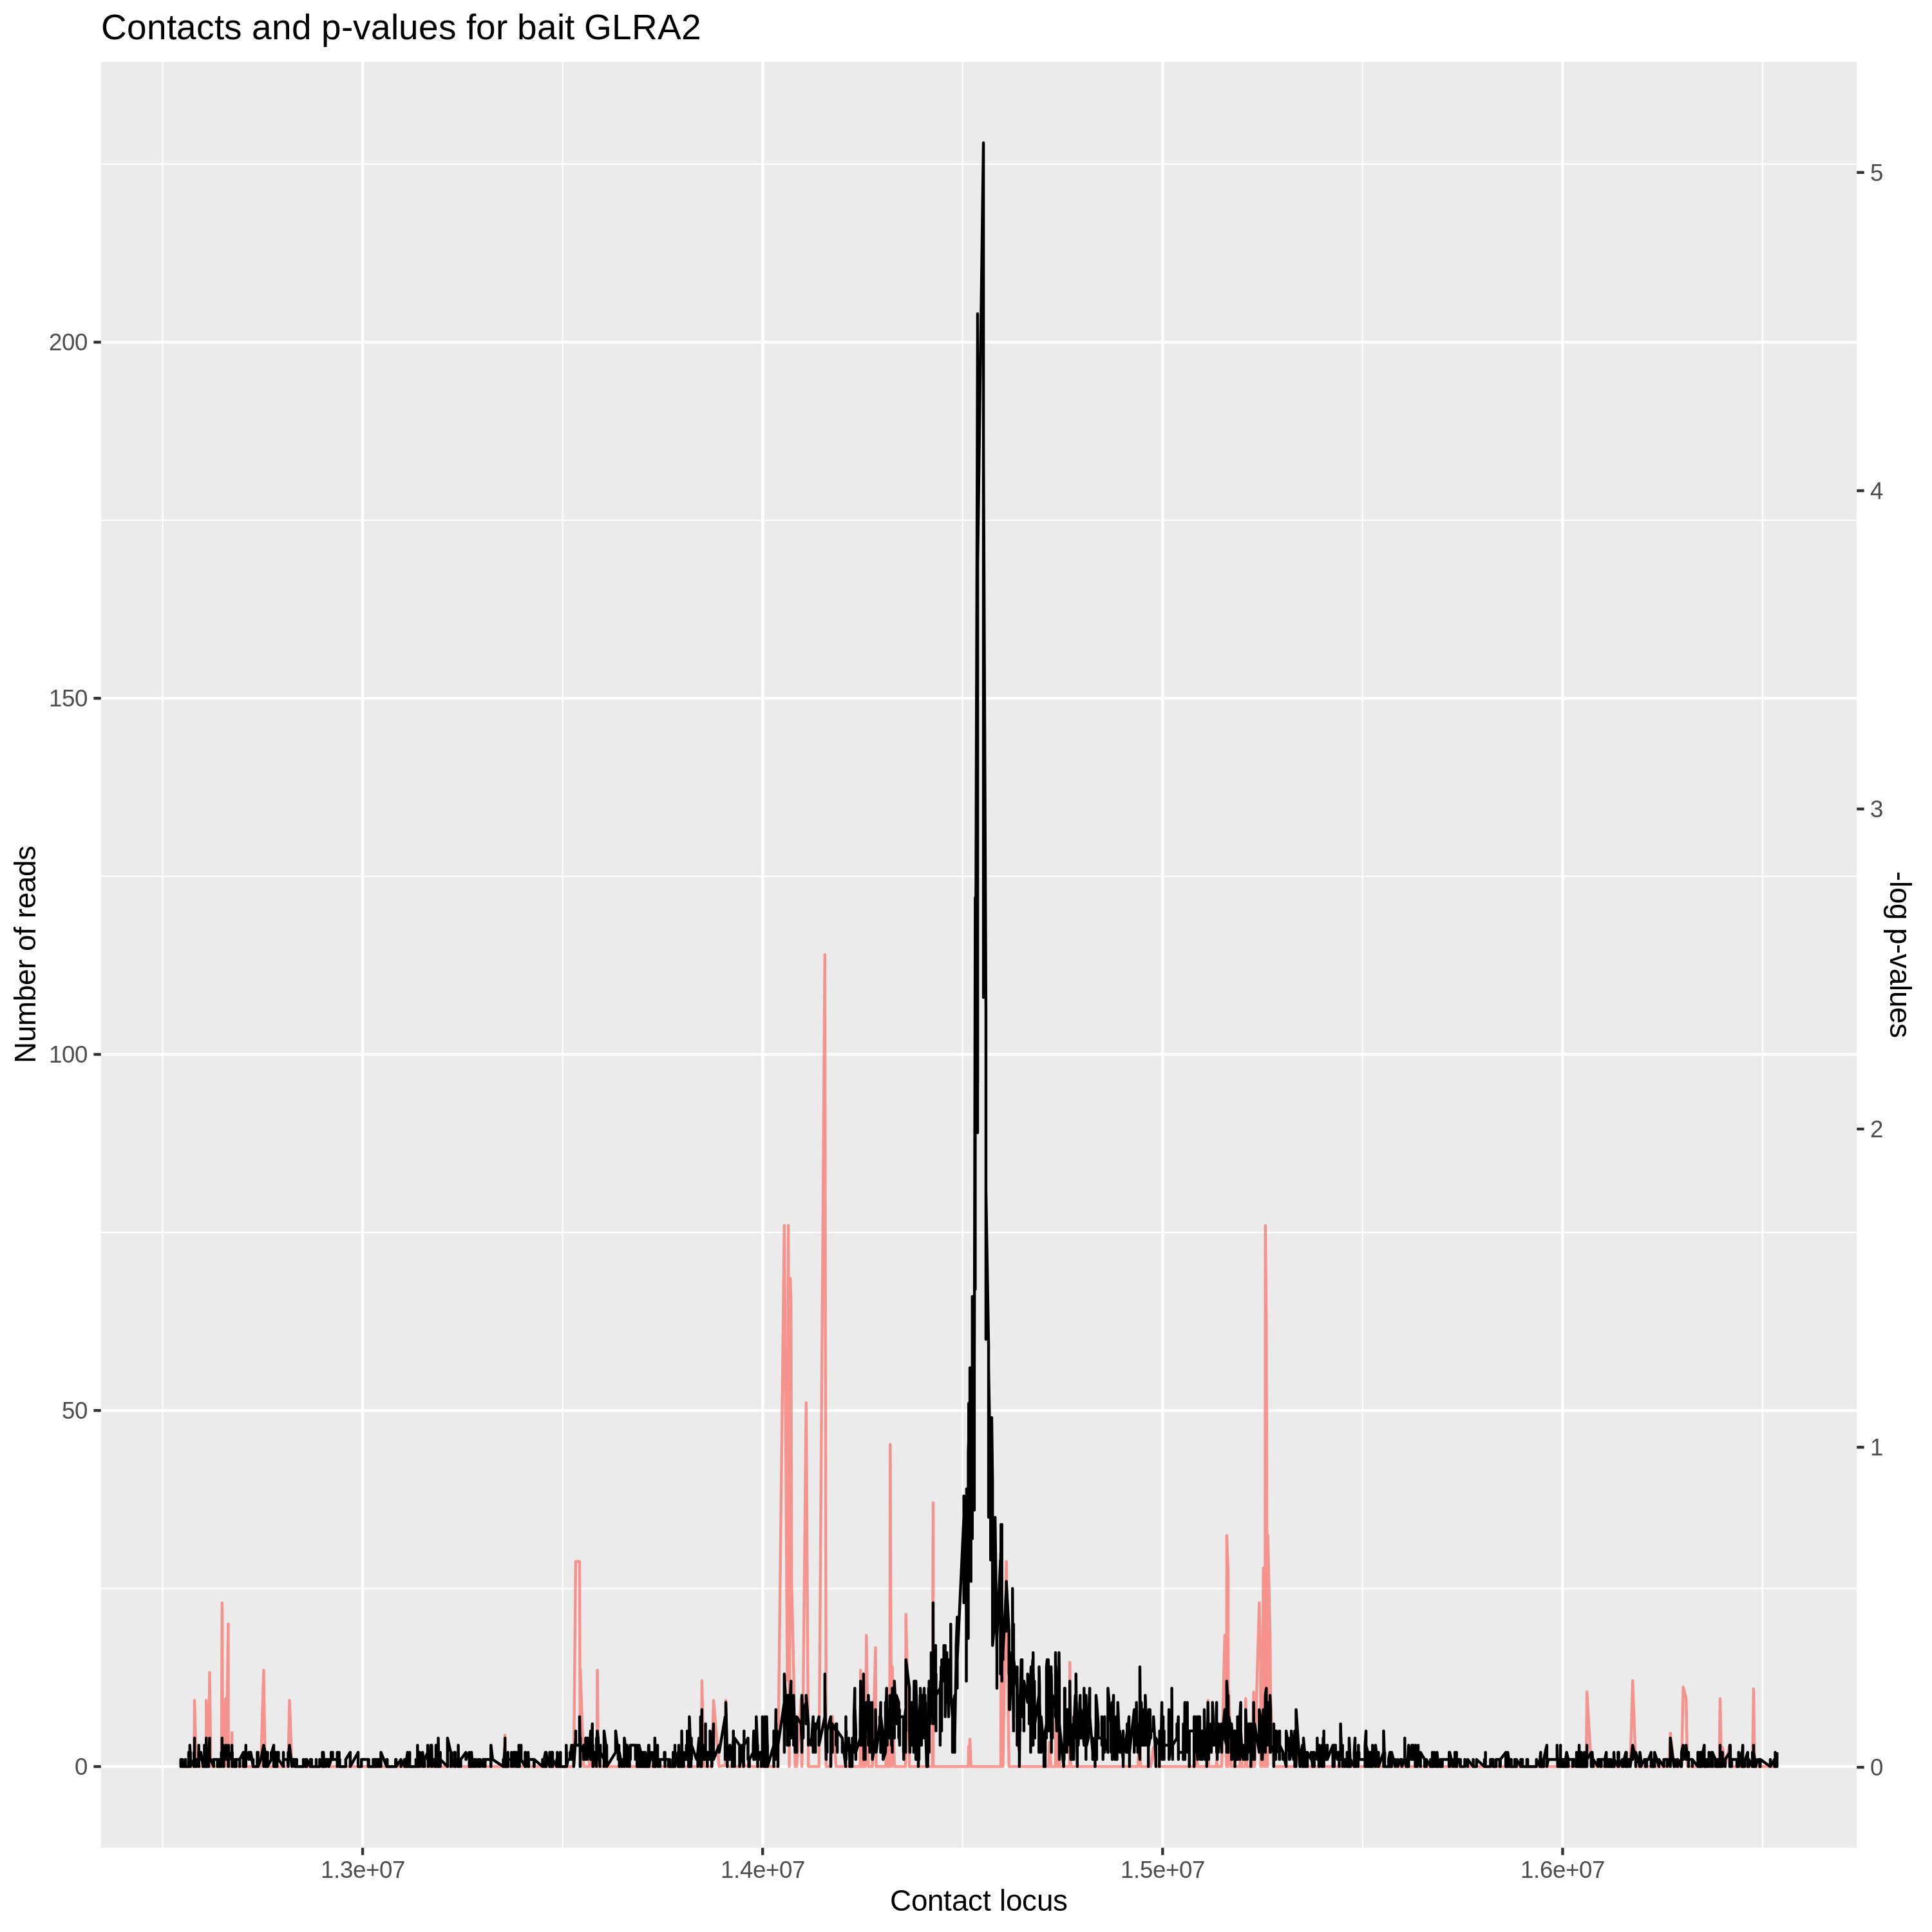 Contacts and p-values for bait GLRA2
Number of reads
200
150
100
50
0
5
4
3
2
1
0
-log p-values
1.3e+07
1.4e+07
1.5e+07
1.6e+07
Contact locus